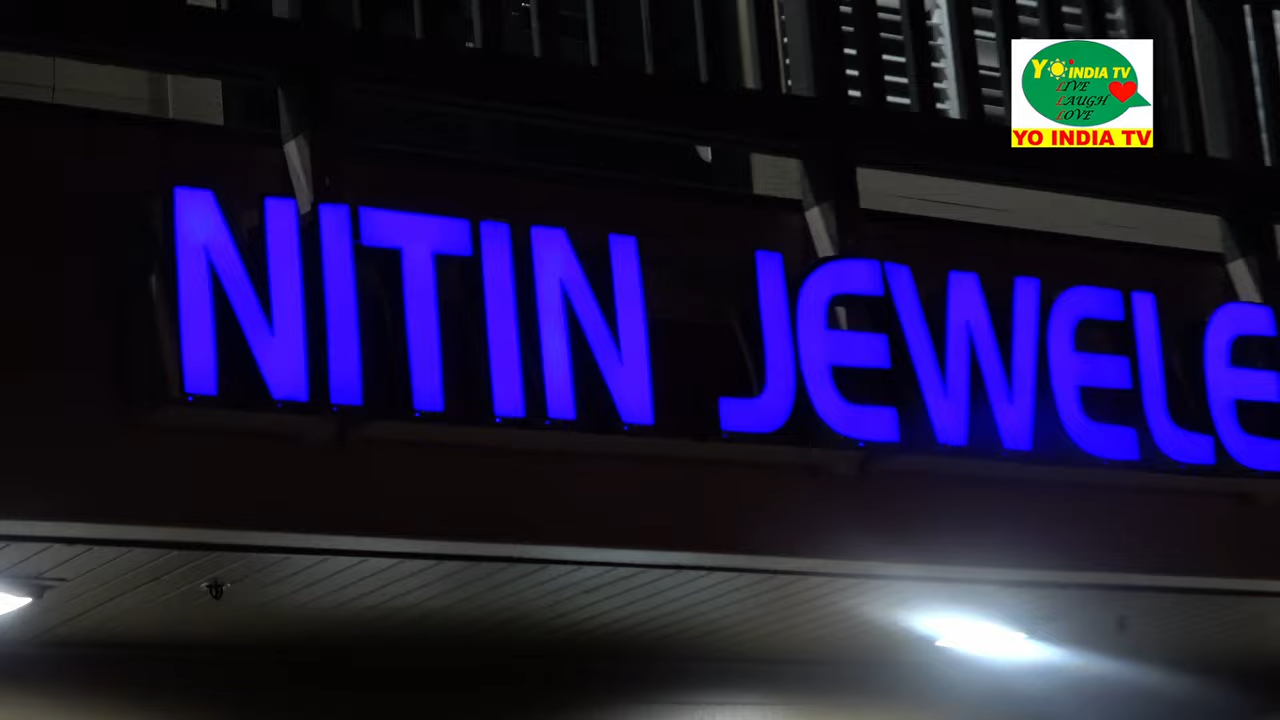 YO INDIA TV
LIVE
LAUGH
LOVE
YO INDIA TV
NITIN JEWELE